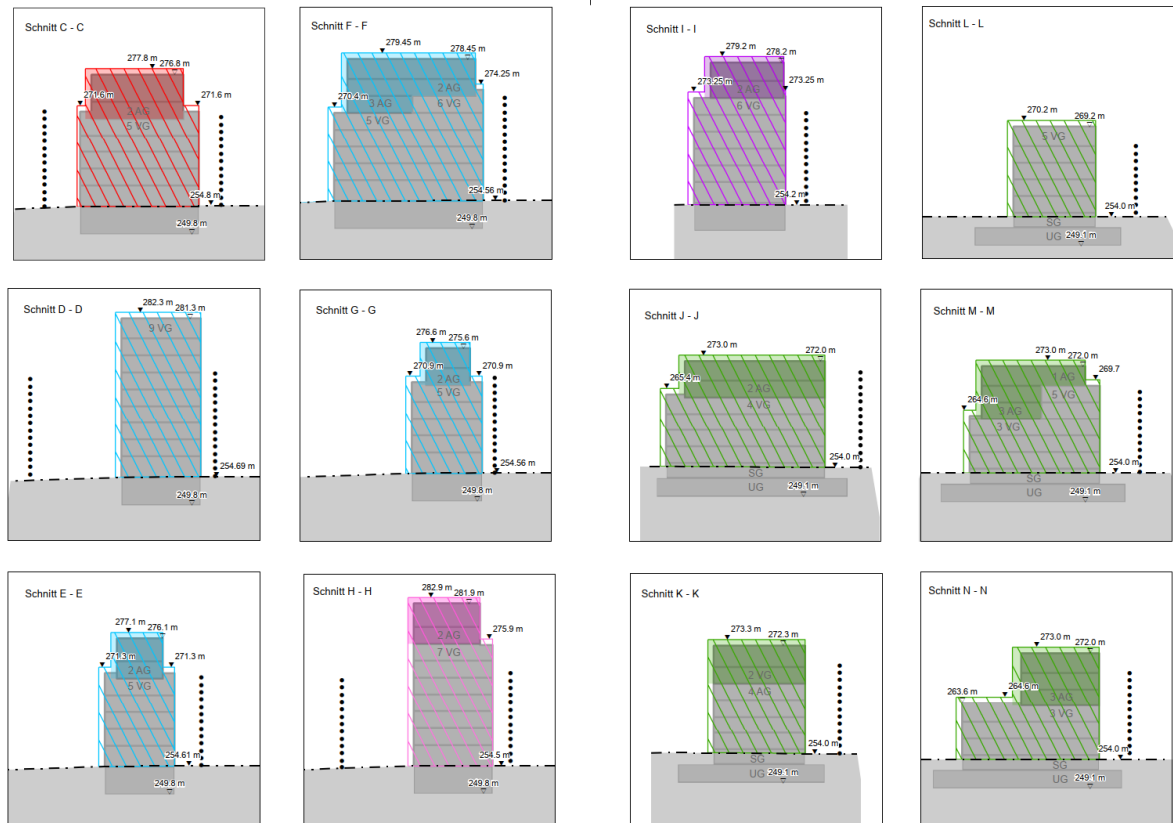 Schnitt C - C
277.8 m
276.8 m
271.6 m
271.6 m
2 AG
5 VG
254.8 m
249.8 m
Schnitt F - F
279.45 m
278.45 m
274.25 m
270.4 m
2 AG
3 AG
6 VG
5 VG
254.56 m
249.8 m
Schnitt I - I
279.2 m
278.2 m
273.25 m
273.25 m
2 AG
6 VG
254.2 m
Schnitt L - L
270.2 m
269.2 m
5 VG
254.0 m
SG
UG
249.1 m
Schnitt D - D
282.3 m
281.3 m
9 VG
254.69 m
249.8 m
Schnitt G - G
276.6 m
275.6 m
270.9 m
270.9 m
2 AG
5 VG
254.56 m
249.8 m
Schnitt J - J
273.0 m
272.0 m
265.4 m
2 AG
4 VG
254.0 m
SG
UG
249.1 m
Schnitt M - M
273.0 m
272.0 m
269.7
1 AG
5 VG
264.6 m
3 AG
3 VG
254.0 m
SG
UG
249.1 m
Schnitt E - E
277.1 m
276.1 m
271.3 m
271.3 m
2 AG
5 VG
254.61 m
249.8 m
Schnitt H - H
282.9 m
281.9 m
275.9 m
2 AG
7 VG
254.5 m
249.8 m
Schnitt K - K
273.3 m
272.3 m
2 VG
4 AG
254.0 m
SG
UG
249.1 m
Schnitt N - N
273.0 m
272.0 m
264.6 m
263.6 m
3 AG
3 VG
254.0 m
SG
UG
249.1 m